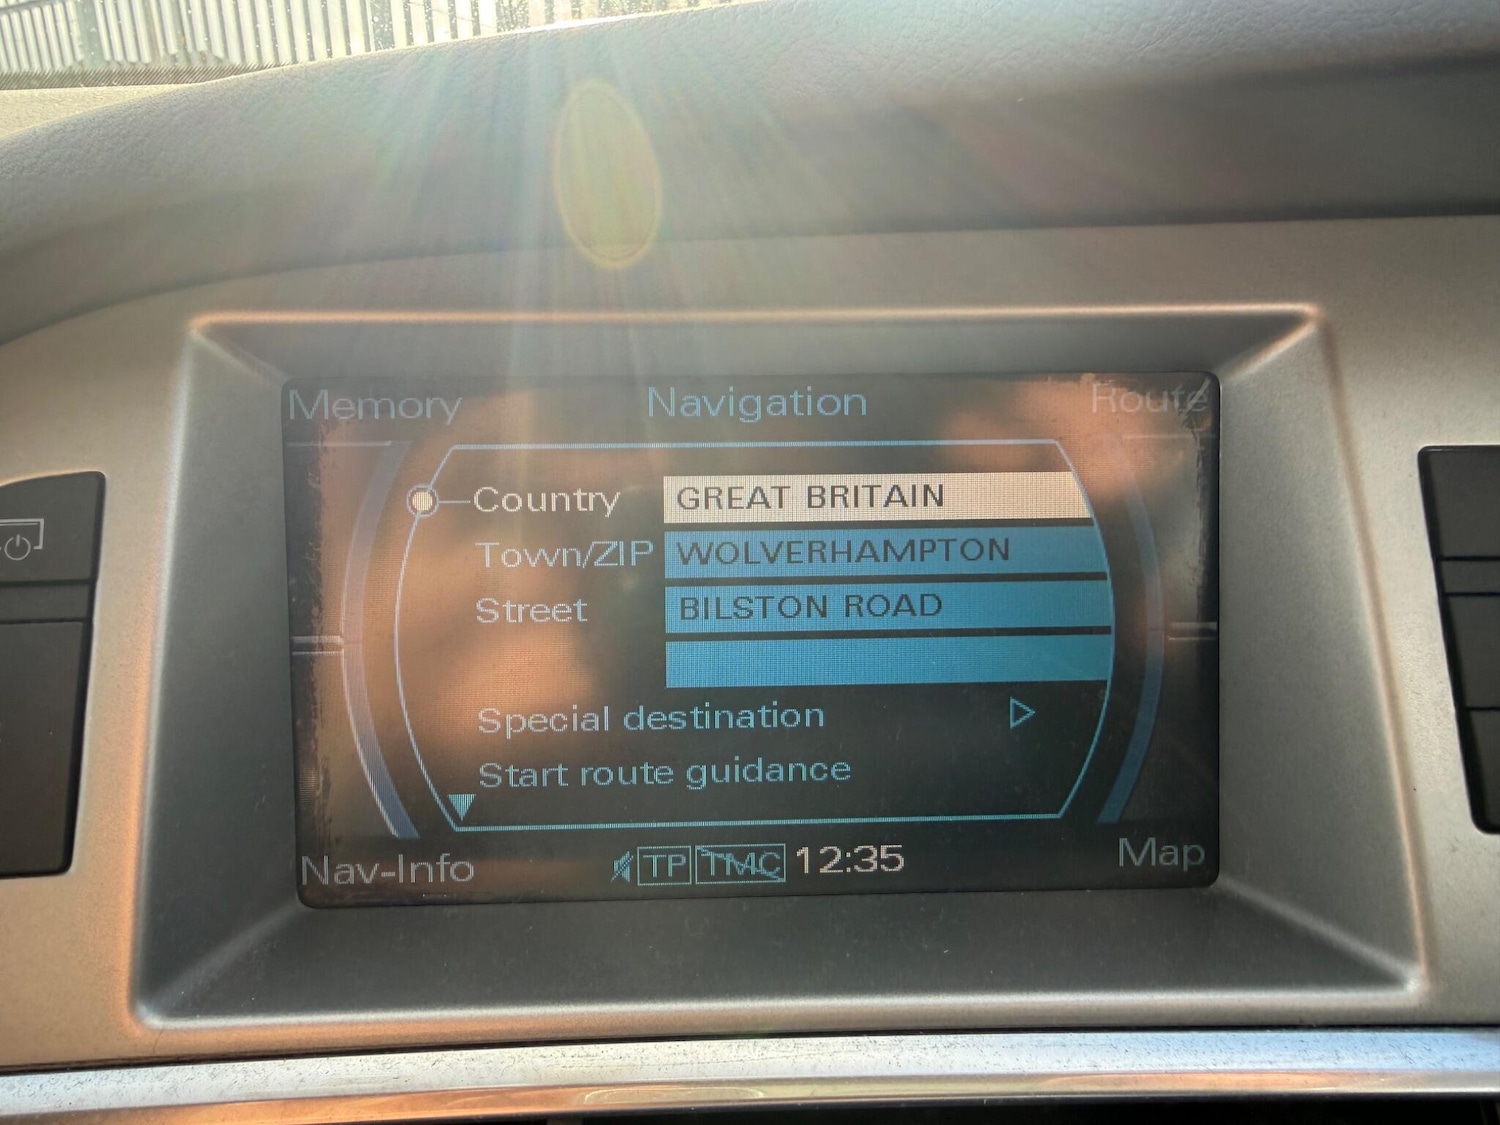 Memory Navigation Route
Country GREAT BRITAIN
Town/ZIP WOLVERHAMPTON
Street BILSTON ROAD
Special destination
Start route guidance
Nav-Info TP TMC 12:35 Map